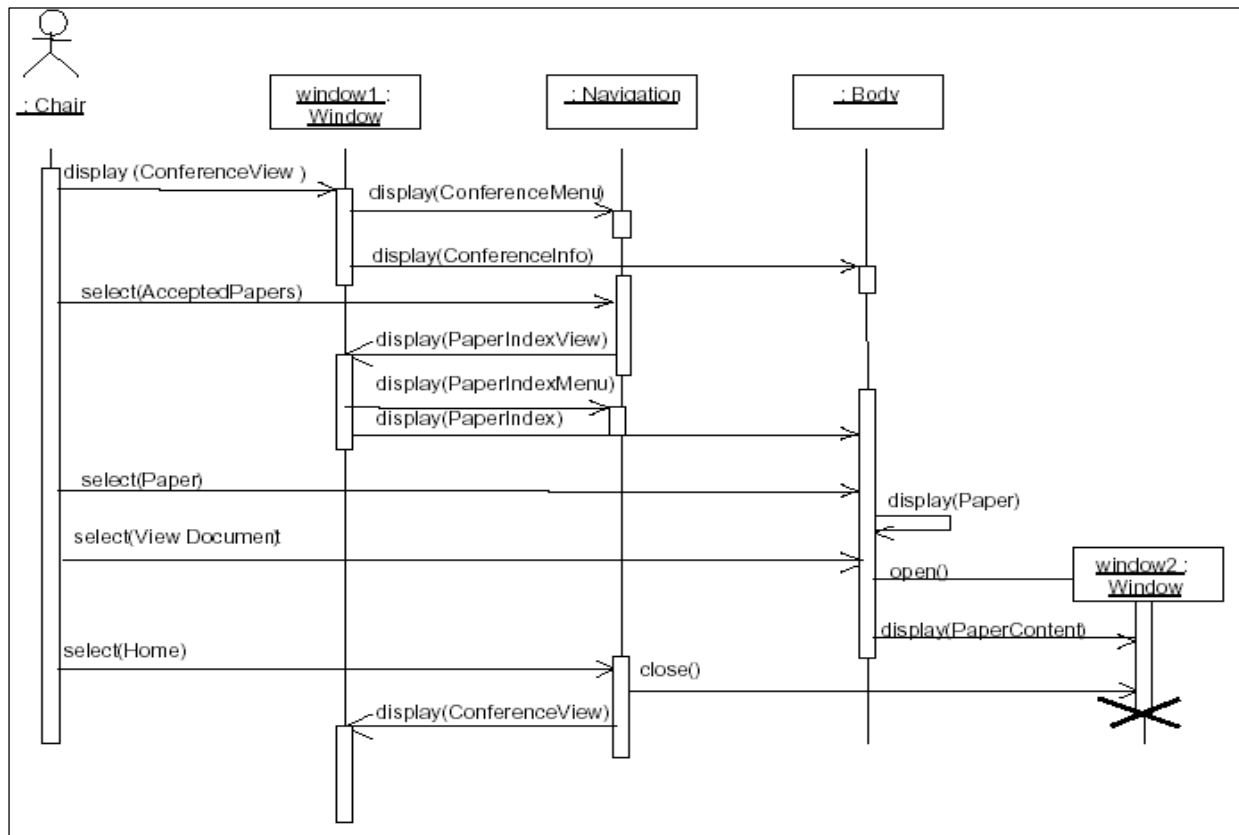 : Chair
window1 :
Window
: Navigation
: Body
display (ConferenceView )
display(ConferenceMenu)
display(ConferenceInfo)
select(AcceptedPapers)
display(PaperIndexView)
display(PaperIndexMenu)
display(PaperIndex)
select(Paper)
display(Paper)
select(View Document)
open()
window2 :
Window
display(PaperContent)
select(Home)
close()
display(ConferenceView)